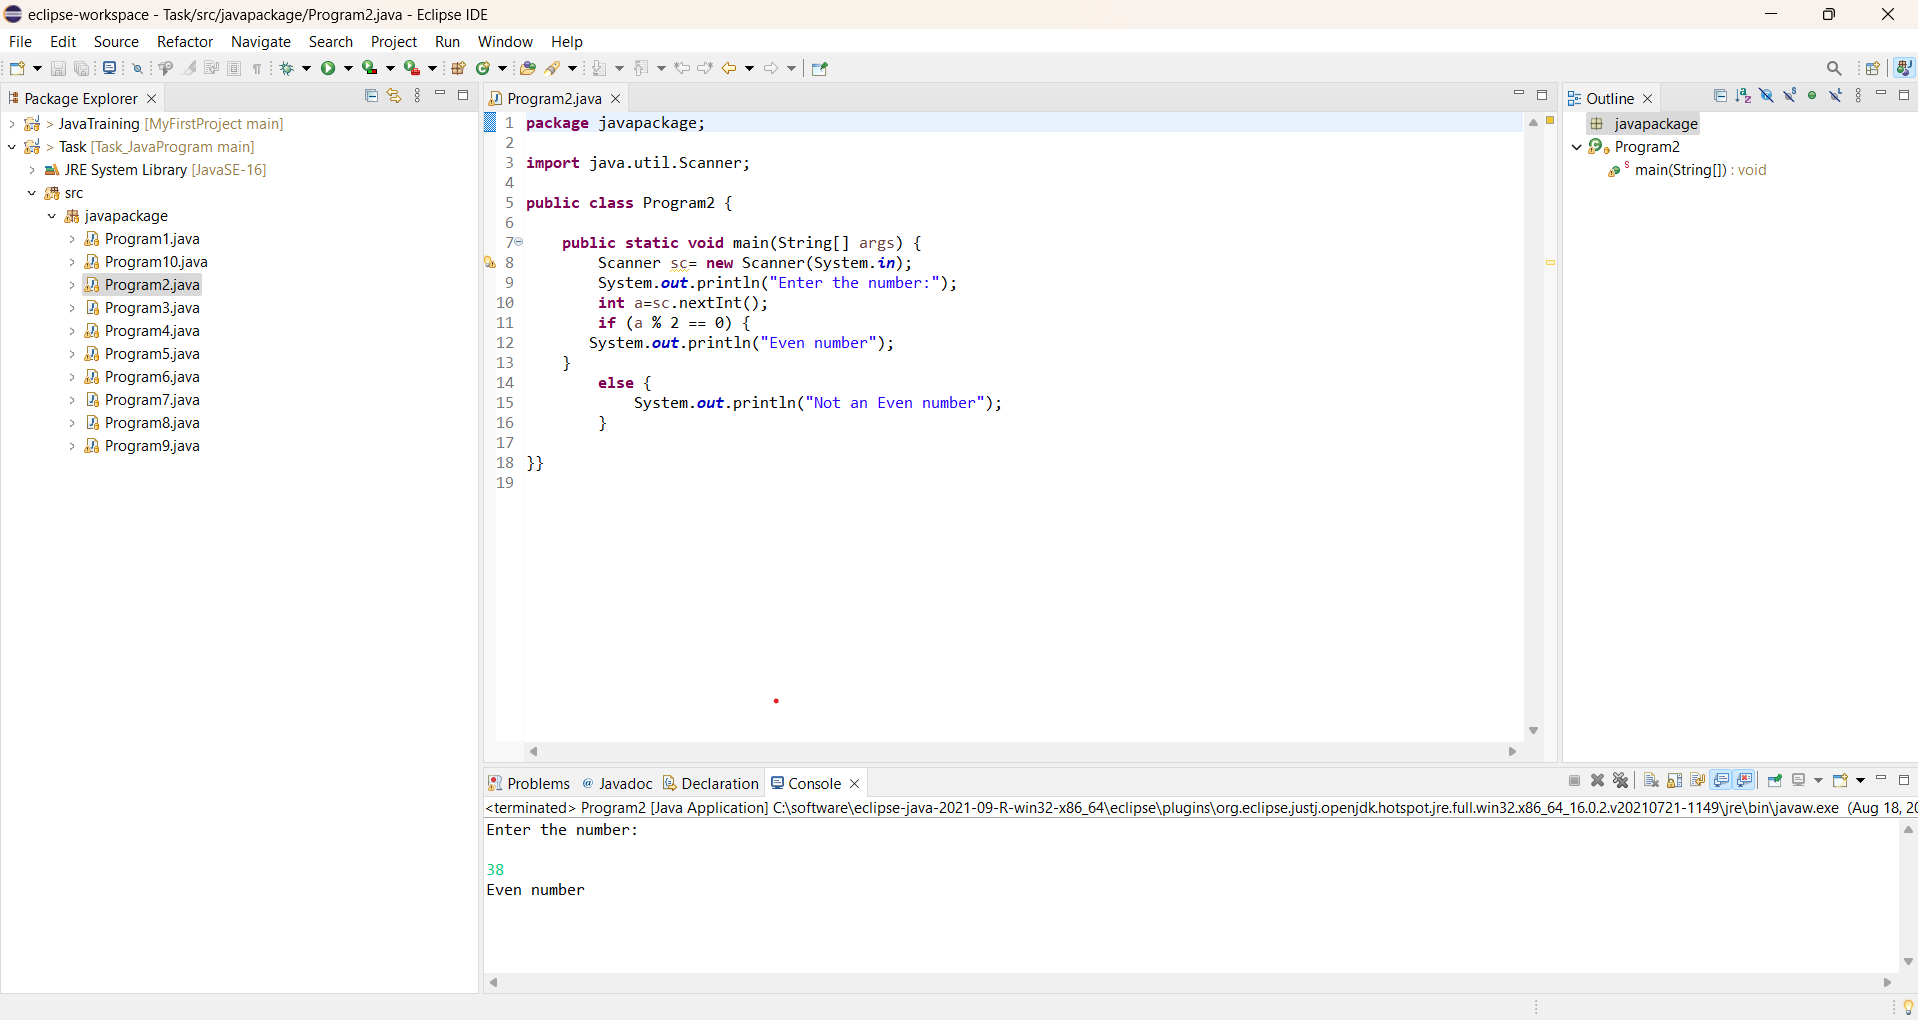 eclipse-workspace - Task/src/javapackage/Program2.java - Eclipse IDE
File Edit Source Refactor Navigate Search Project Run Window Help
Package Explorer
> JavaTraining [MyFirstProject main]
> Task [Task_JavaProgram main]
JRE System Library [JavaSE-16]
src
javapackage
Program1.java
Program10.java
Program2.java
Program3.java
Program4.java
Program5.java
Program6.java
Program7.java
Program8.java
Program9.java
Program2.java
1 package javapackage;
2
3 import java.util.Scanner;
4
5 public class Program2 {
6
7     public static void main(String[] args) {
8         Scanner sc= new Scanner(System.in);
9         System.out.println("Enter the number:");
10         int a=sc.nextInt();
11         if (a % 2 == 0) {
12        System.out.println("Even number");
13     }
14         else {
15             System.out.println("Not an Even number");
16         }
17
18 }}
19
Outline
javapackage
Program2
main(String[]) : void
Problems @ Javadoc Declaration Console
<terminated> Program2 [Java Application] C:\software\eclipse-java-2021-09-R-win32-x86_64\eclipse\plugins\org.eclipse.justj.openjdk.hotspot.jre.full.win32.x86_64_16.0.2.v20210721-1149\jre\bin\javaw.exe (Aug 18, 20
Enter the number:
38
Even number